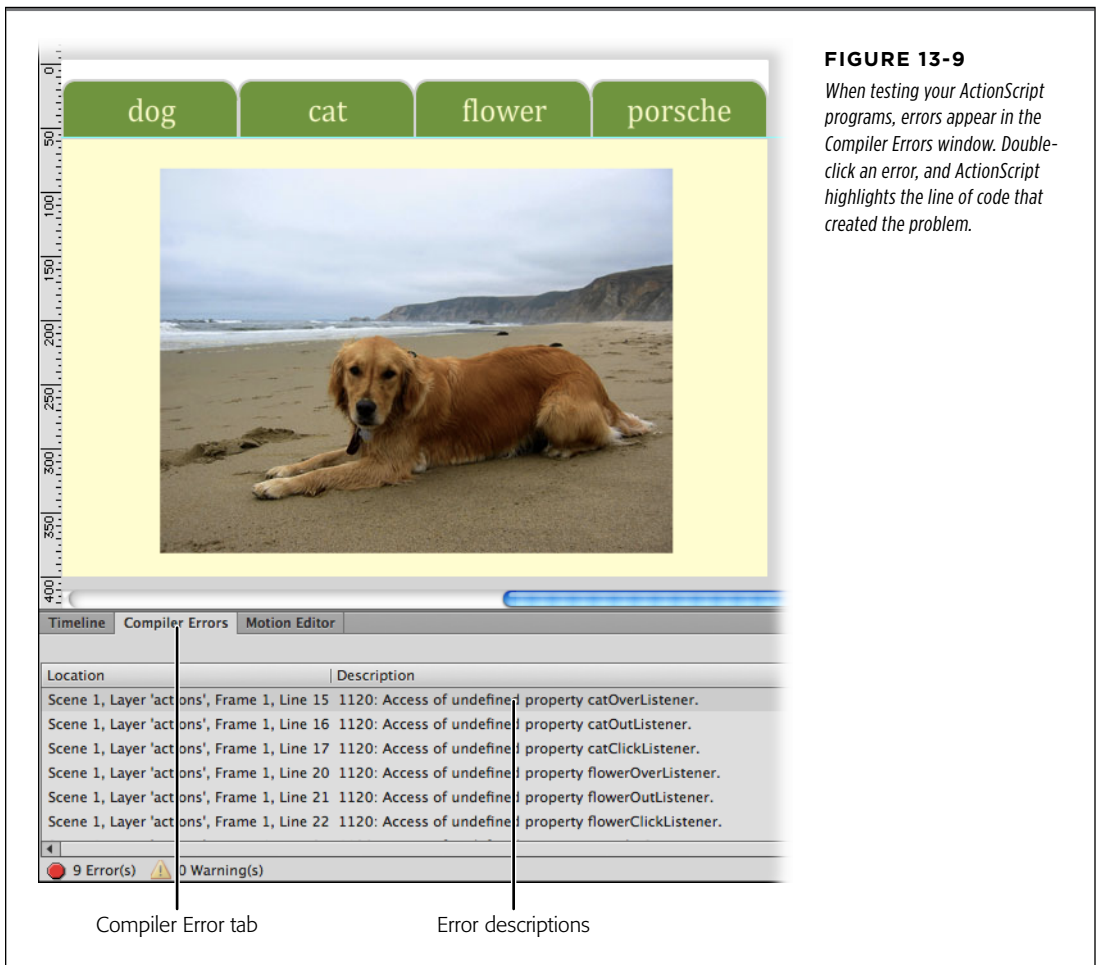 FIGURE 13-9
When testing your ActionScript
programs, errors appear in the
Compiler Errors window. Double-
click an error, and ActionScript
highlights the line of code that
created the problem.
0
50
100
150
200
250
300
350
400
dog cat flower porsche
Timeline Compiler Errors Motion Editor
Location Description
Scene 1, Layer 'actions', Frame 1, Line 15 1120: Access of undefined property catOverListener.
Scene 1, Layer 'actions', Frame 1, Line 16 1120: Access of undefined property catOutListener.
Scene 1, Layer 'actions', Frame 1, Line 17 1120: Access of undefined property catClickListener.
Scene 1, Layer 'actions', Frame 1, Line 20 1120: Access of undefined property flowerOverListener.
Scene 1, Layer 'actions', Frame 1, Line 21 1120: Access of undefined property flowerOutListener.
Scene 1, Layer 'actions', Frame 1, Line 22 1120: Access of undefined property flowerClickListener.
9 Error(s) 0 Warning(s)
Compiler Error tab Error descriptions